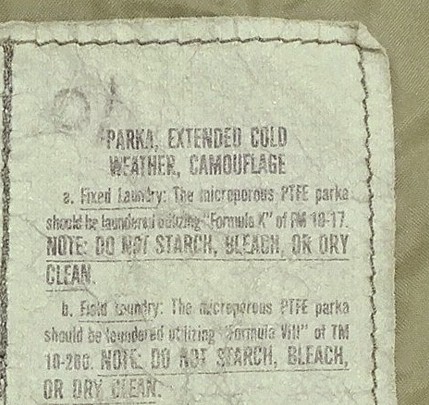 PARKA, EXTENDED COLD
WEATHER, CAMOUFLAGE
a. Fixed Laundry: The microporous PTFE parka
should be laundered utilizing "Formula K" of FM 10-17.
NOTE: DO NOT STARCH, BLEACH, OR DRY
CLEAN.
b. Field Laundry: The microporous PTFE parka
should be laundered utilizing "Formula VIII" of TM
10-280. NOTE: DO NOT STARCH, BLEACH,
OR DRY CLEAN.